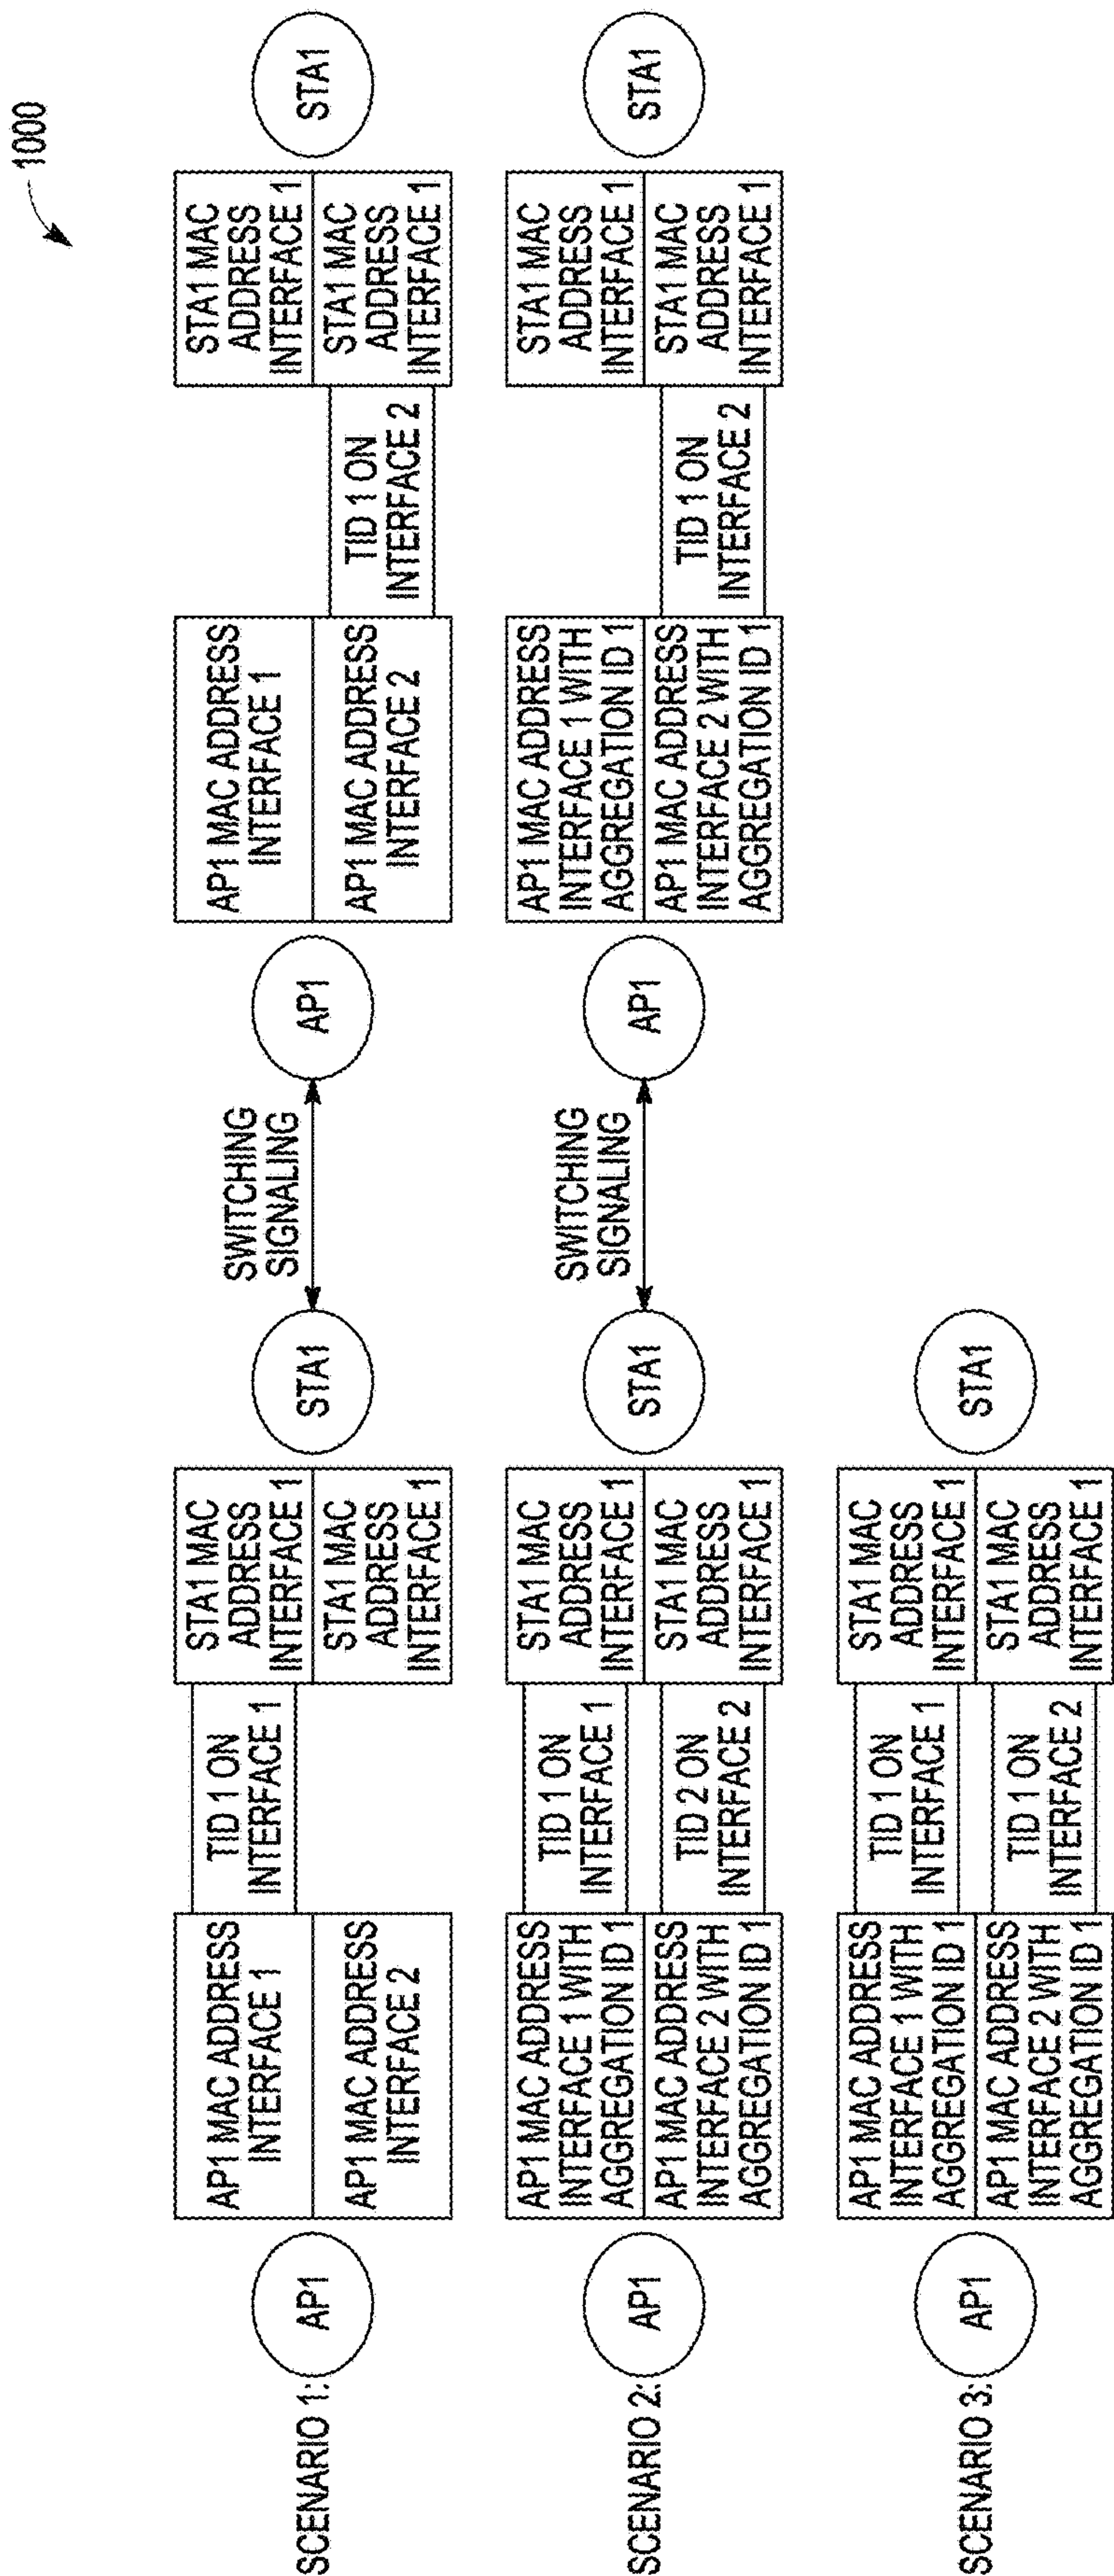 1000
SCENARIO 1:
AP1
AP1 MAC ADDRESS
INTERFACE 1
AP1 MAC ADDRESS
INTERFACE 2
TID 1 ON
INTERFACE 1
STA1 MAC
ADDRESS
INTERFACE 1
STA1 MAC
ADDRESS
INTERFACE 1
STA1
SWITCHING
SIGNALING
AP1
AP1 MAC ADDRESS
INTERFACE 1
AP1 MAC ADDRESS
INTERFACE 2
TID 1 ON
INTERFACE 2
STA1 MAC
ADDRESS
INTERFACE 1
STA1 MAC
ADDRESS
INTERFACE 1
STA1
SCENARIO 2:
AP1
AP1 MAC ADDRESS
INTERFACE 1 WITH
AGGREGATION ID 1
AP1 MAC ADDRESS
INTERFACE 2 WITH
AGGREGATION ID 1
TID 1 ON
INTERFACE 1
TID 2 ON
INTERFACE 2
STA1 MAC
ADDRESS
INTERFACE 1
STA1 MAC
ADDRESS
INTERFACE 1
STA1
SWITCHING
SIGNALING
AP1
AP1 MAC ADDRESS
INTERFACE 1 WITH
AGGREGATION ID 1
AP1 MAC ADDRESS
INTERFACE 2 WITH
AGGREGATION ID 1
TID 1 ON
INTERFACE 2
STA1 MAC
ADDRESS
INTERFACE 1
STA1 MAC
ADDRESS
INTERFACE 1
STA1
SCENARIO 3:
AP1
AP1 MAC ADDRESS
INTERFACE 1 WITH
AGGREGATION ID 1
AP1 MAC ADDRESS
INTERFACE 2 WITH
AGGREGATION ID 1
TID 1 ON
INTERFACE 1
TID 1 ON
INTERFACE 2
STA1 MAC
ADDRESS
INTERFACE 1
STA1 MAC
ADDRESS
INTERFACE 1
STA1